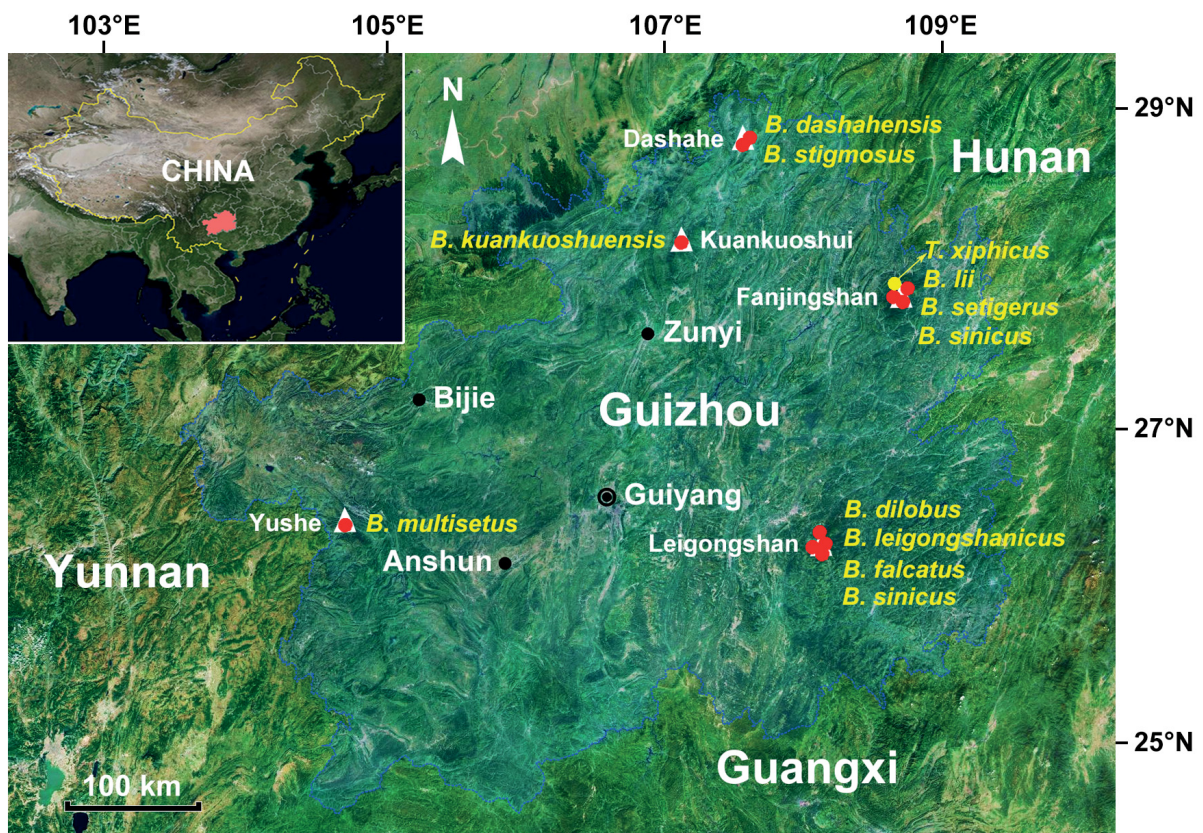 103°E
105°E
107°E
109°E
CHINA
N
29°N
Dashahe
B. dashahensis
B. stigmosus
Hunan
B. kuankuoshuensis
Kuankuoshui
T. xiphicus
B. lii
Fanjingshan
B. setigerus
B. sinicus
Zunyi
Bijie
Guizhou
27°N
Guiyang
Yushe
B. multisetus
B. dilobus
Leigongshan
B. leigongshanicus
Anshun
B. falcatus
B. sinicus
Yunnan
25°N
Guangxi
100 km